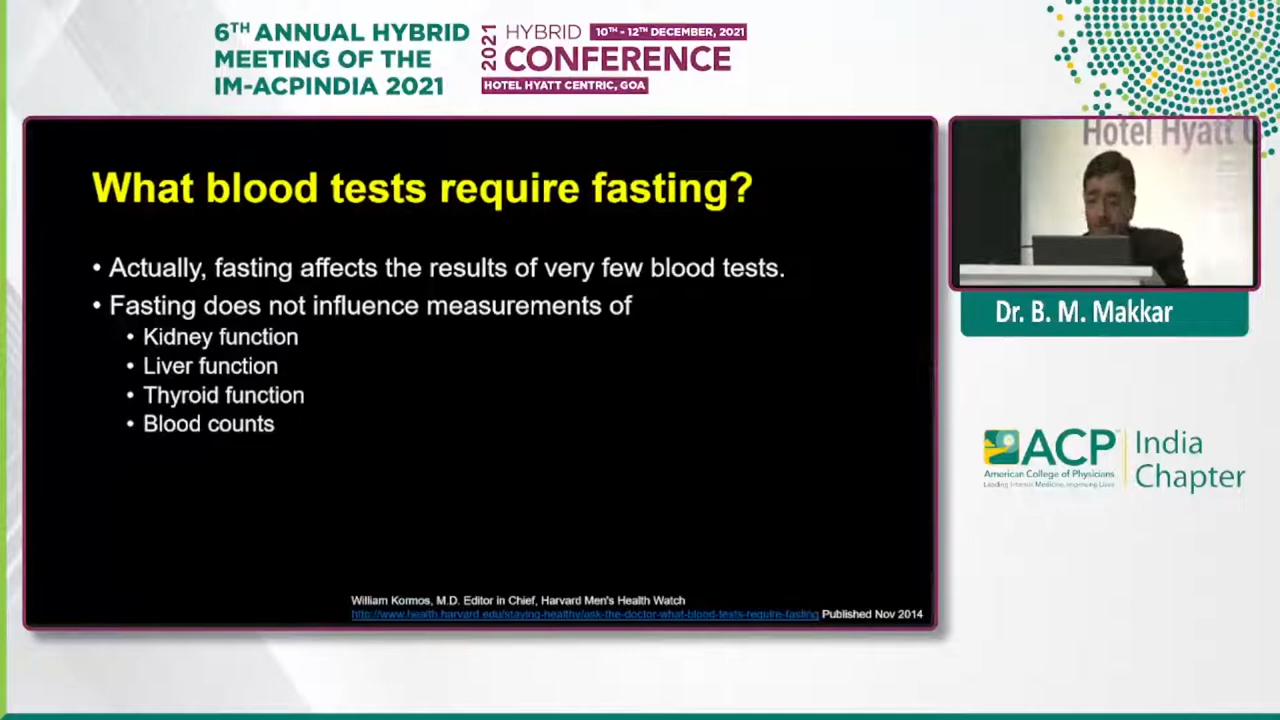 6TH ANNUAL HYBRID
MEETING OF THE
IM-ACPINDIA 2021
2021
HYBRID 10TH - 12TH DECEMBER, 2021
CONFERENCE
HOTEL HYATT CENTRIC, GOA
What blood tests require fasting?
• Actually, fasting affects the results of very few blood tests.
• Fasting does not influence measurements of
• Kidney function
• Liver function
• Thyroid function
• Blood counts
William Kormos, M.D. Editor in Chief, Harvard Men's Health Watch
http://www.health.harvard.edu/staying-healthy/ask-the-doctor-what-blood-tests-require-fasting Published Nov 2014
Hotel Hyatt
Dr. B. M. Makkar
ACP
American College of Physicians
Leading Internal Medicine, Improving Lives
India
Chapter